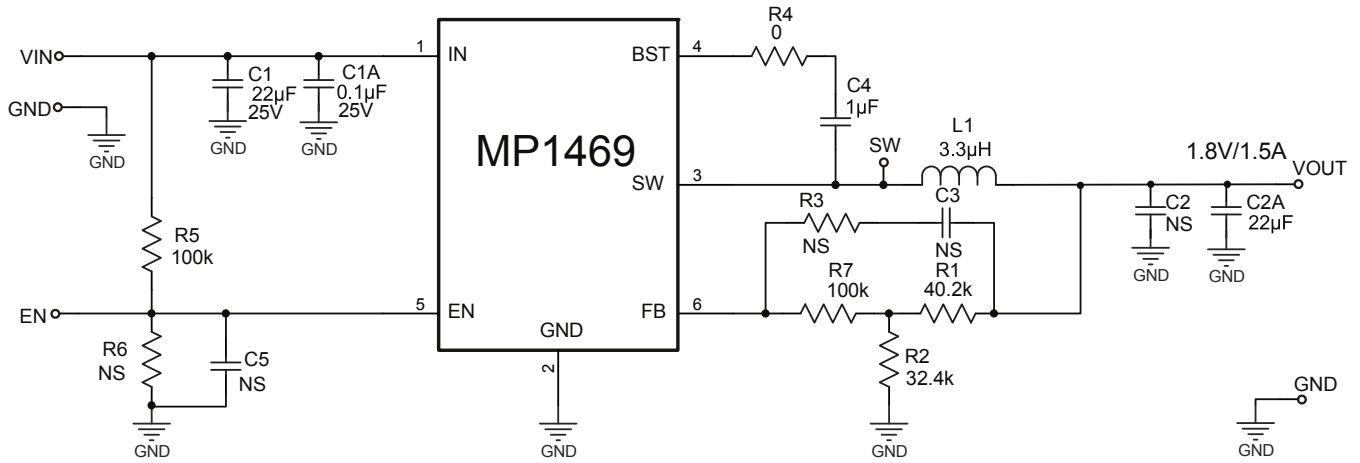 VIN
GND
GND
C1
22µF
25V
GND
C1A
0.1µF
25V
GND
1
IN
MP1469
BST
4
R4
0
C4
1µF
SW
3
SW
L1
3.3µH
1.8V/1.5A
VOUT
C2
NS
GND
C2A
22µF
GND
R3
NS
C3
NS
R5
100k
R7
100k
R1
40.2k
EN
5
EN
FB
6
GND
2
GND
R6
NS
C5
NS
GND
R2
32.4k
GND
GND
GND